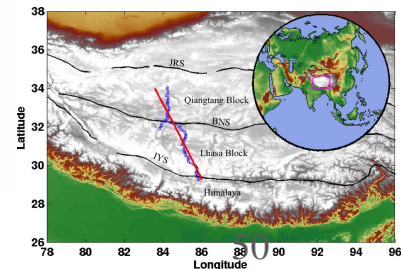 38
36
34
32
30
28
26
Latitude
JRS
Qiangtang Block
BNS
Lhasa Block
IYS
Himalaya
78 80 82 84 86 88 90 92 94 96
50
Longitude